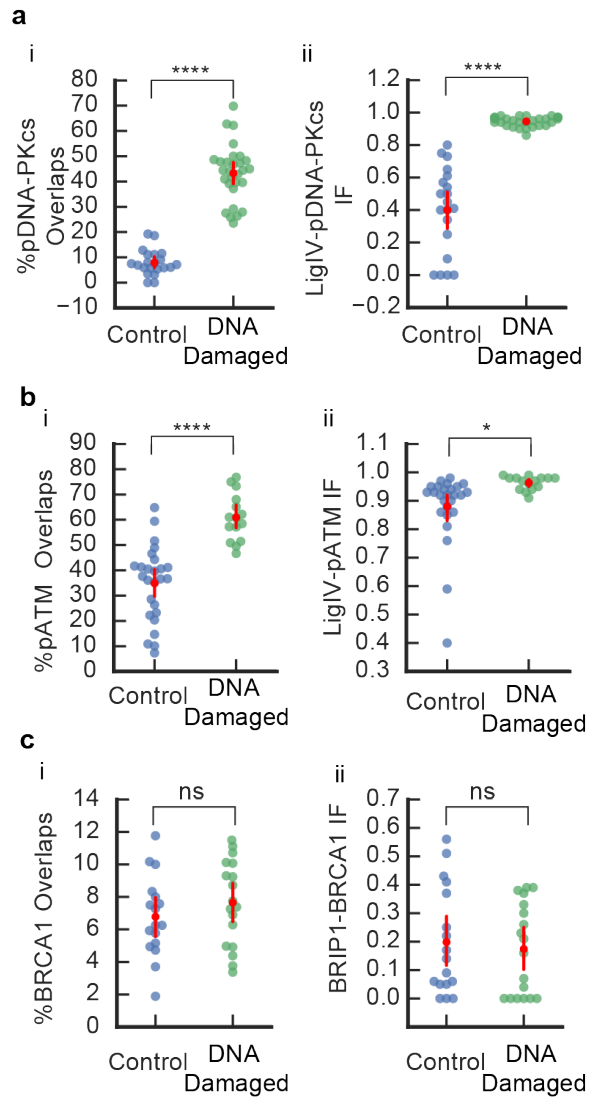 a
i
ii
****
****
%pDNA-PKcs
Overlaps
80
70
60
50
40
30
20
10
0
−10
Control
DNA
Damaged
LigIV-pDNA-PKcs
IF
1.2
1.0
0.8
0.6
0.4
0.2
0.0
−0.2
Control
DNA
Damaged
b
i
ii
****
*
%pATM Overlaps
90
80
70
60
50
40
30
20
10
0
Control
DNA
Damaged
LigIV-pATM IF
1.1
1.0
0.9
0.8
0.7
0.6
0.5
0.4
0.3
Control
DNA
Damaged
c
i
ii
ns
ns
%BRCA1 Overlaps
14
12
10
8
6
4
2
0
Control
DNA
Damaged
BRIP1-BRCA1 IF
0.7
0.6
0.5
0.4
0.3
0.2
0.1
0.0
Control
DNA
Damaged